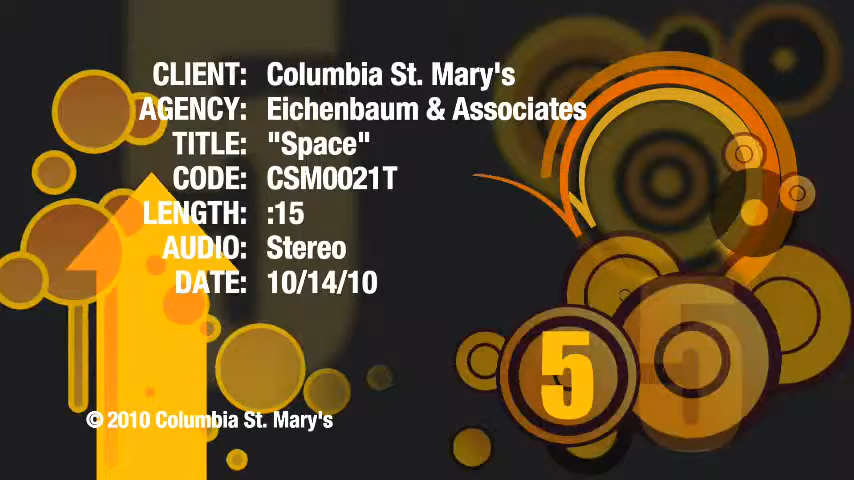 CLIENT: Columbia St. Mary's
AGENCY: Eichenbaum & Associates
TITLE: "Space"
CODE: CSM0021T
LENGTH: :15
AUDIO: Stereo
DATE: 10/14/10
5
© 2010 Columbia St. Mary's